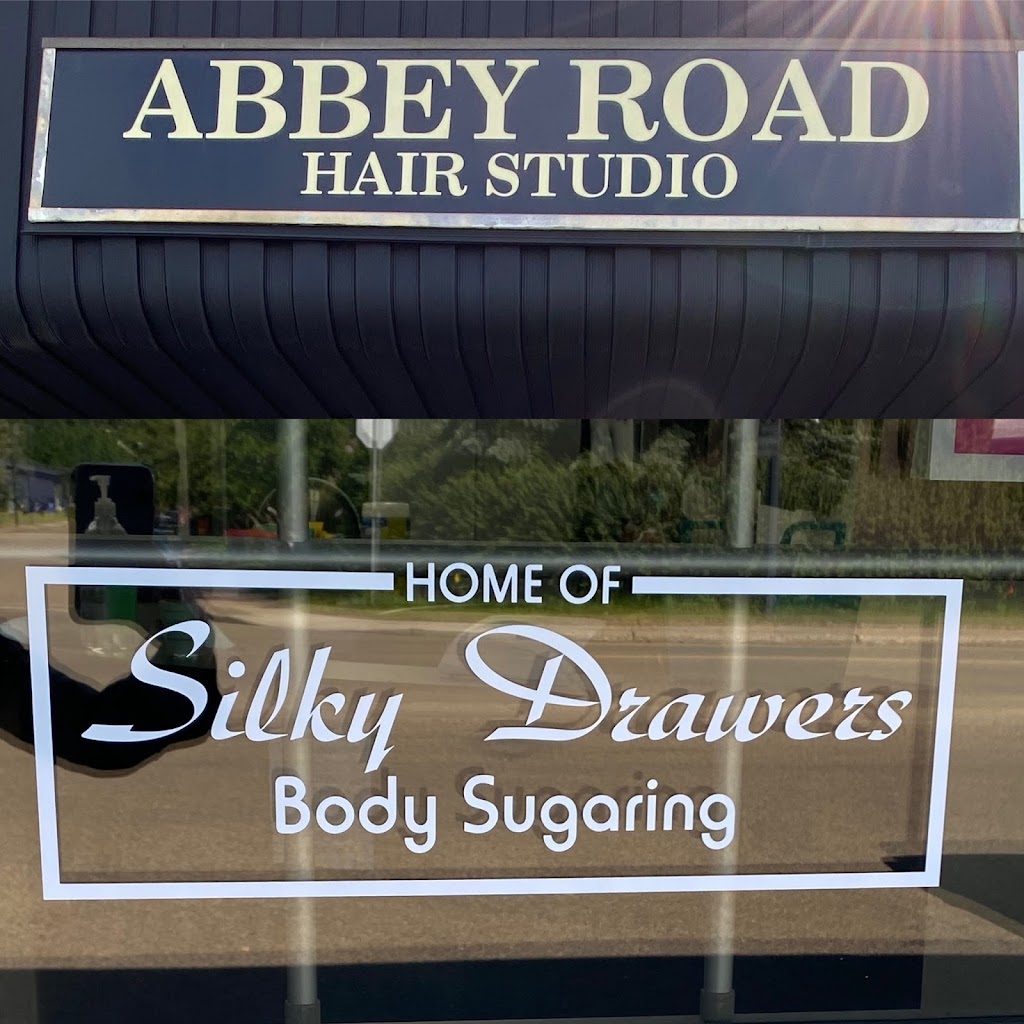 ABBEY ROAD
HAIR STUDIO
HOME OF
Silky Drawers
Body Sugaring